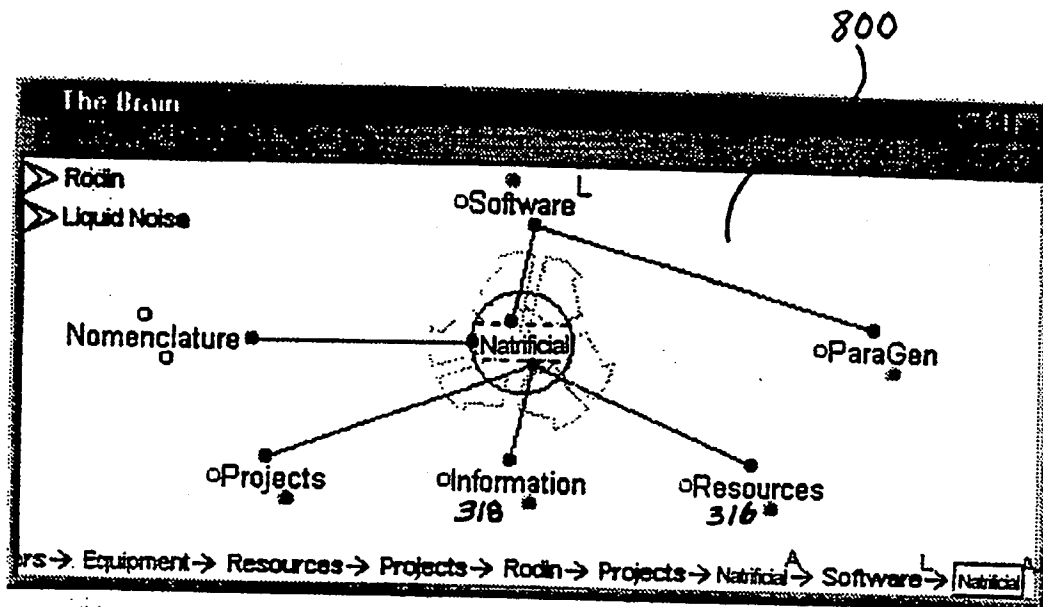 800
The Brain
Rodin
Liquid Noise
Software L
Nomenclature
Natrificial
ParaGen
Projects
Information
Resources
318
316
ers→ Equipment→ Resources→ Projects→ Rodin→ Projects→ Natrificial A→ Software L→ Natrificial